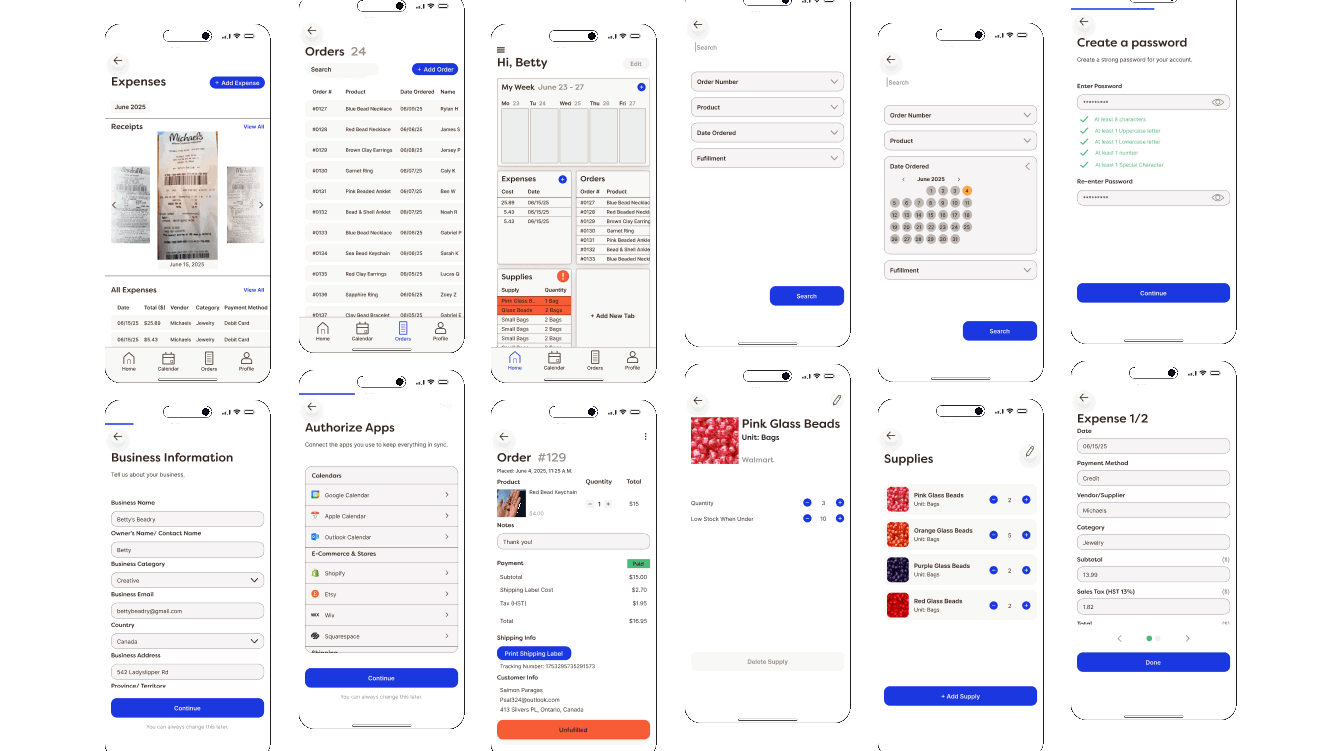 Expenses
+ Add Expense
June 2025
Receipts
View All
Michaels
June 15, 2025
All Expenses
View All
Date Total ($) Vendor Category Payment Method
06/15/25 $25.89 Michaels Jewelry Debit Card
06/15/25 $5.43 Michaels Jewelry Debit Card
Home Calendar Orders Profile
Orders 24
Search
+ Add Order
Order # Product Date Ordered Name
#0127 Blue Bead Necklace 06/09/25 Rylan H
#0128 Red Bead Necklace 06/06/25 James S
#0129 Brown Clay Earrings 06/08/25 Jersey P
#0130 Garnet Ring 06/07/25 Coly K
#0131 Pink Beaded Anklet 06/07/25 Ben W
#0132 Bead & Shell Anklet 06/07/25 Noah R
#0133 Blue Bead Necklace 06/06/25 Gabriel P
#0134 Sea Bead Necklace 06/06/25 Sarah K
#0135 Red Clay Earrings 06/05/25 Lucas G
#0136 Sapphire Ring 06/05/25 Zoey Z
#0137 Clay Bead Bracelet 06/04/25 Gabriel E
Home Calendar Orders Profile
Hi, Betty
Edit
My Week June 23 - 27
Mo 23 Tu 24 Wed 25 Thu 26 Fri 27
Expenses
Cost Date
25.89 06/15/25
5.43 06/15/25
5.43 06/15/25
Orders
Order # Product
#0127 Blue Bead Necklac
#0128 Red Beaded Neckl
#0129 Brown Clay Earring
#0130 Garnet Ring
#0131 Pink Beaded Ankle
#0132 Bead & Shell Ankle
#0133 Blue Beaded Neckl
Supplies
!
Supply Quantity
Pink Glass B... 1 Bag
Glass Beads 2 Bags
Small Bags 2 Bags
Small Bags 2 Bags
Small Bags 2 Bags
Small Bags 2 Bags
+ Add New Tab
Home Calendar Orders Profile
Search
Order Number
Product
Date Ordered
Fufillment
Search
Search
Order Number
Product
Date Ordered
June 2025
1 2 3 4
5 6 7 8 9 10 11
12 13 14 15 16 17 18
19 20 21 22 23 24 25
26 27 28 29 30 31
Fufillment
Search
Create a password
Create a strong password for your account.
Enter Password
*********
At least 8 characters
At least 1 Uppercase letter
At least 1 Lowercase letter
At least 1 number
At least 1 Special Character
Re-enter Password
*********
Continue
Business Information
Tell us about your business.
Business Name
Betty's Beadry
Owner's Name/ Contact Name
Betty
Business Category
Creative
Business Email
bettybeadry@gmail.com
Country
Canada
Business Address
542 Ladyslipper Rd
Province/ Territory
Continue
You can always change this later.
Authorize Apps
Connect the apps you use to keep everything in sync.
Calendars
Google Calendar
Apple Calendar
Outlook Calendar
E-Commerce & Stores
Shopify
Etsy
WIX Wix
Squarespace
Shipping
Continue
You can always change this later.
Order #129
Placed: June 4, 2025, 11:25 A.M.
Product Quantity Total
Red Bead Keychain
- 1 + $15
$4.00
Notes
Thank you!
Payment
Paid
Subtotal $15.00
Shipping Label Cost $2.70
Tax (HST) $1.95
Total $16.95
Shipping Info
Print Shipping Label
Tracking Number: 1753295735291573
Customer Info
Salmon Paragas
Psal324@outlook.com
413 Slivers PL, Ontario, Canada
Unfufilled
Pink Glass Beads
Unit: Bags
Walmart
Quantity 3
Low Stock When Under 10
Delete Supply
Supplies
Pink Glass Beads
Unit: Bags
2
Orange Glass Beads
Unit: Bags
5
Purple Glass Beads
Unit: Bags
2
Red Glass Beads
Unit: Bags
2
+ Add Supply
Expense 1/2
Date
06/15/25
Payment Method
Credit
Vendor/Supplier
Michaels
Category
Jewelry
Subtotal ($)
13.99
Sales Tax (HST 13%) ($)
1.82
Total ($)
Done